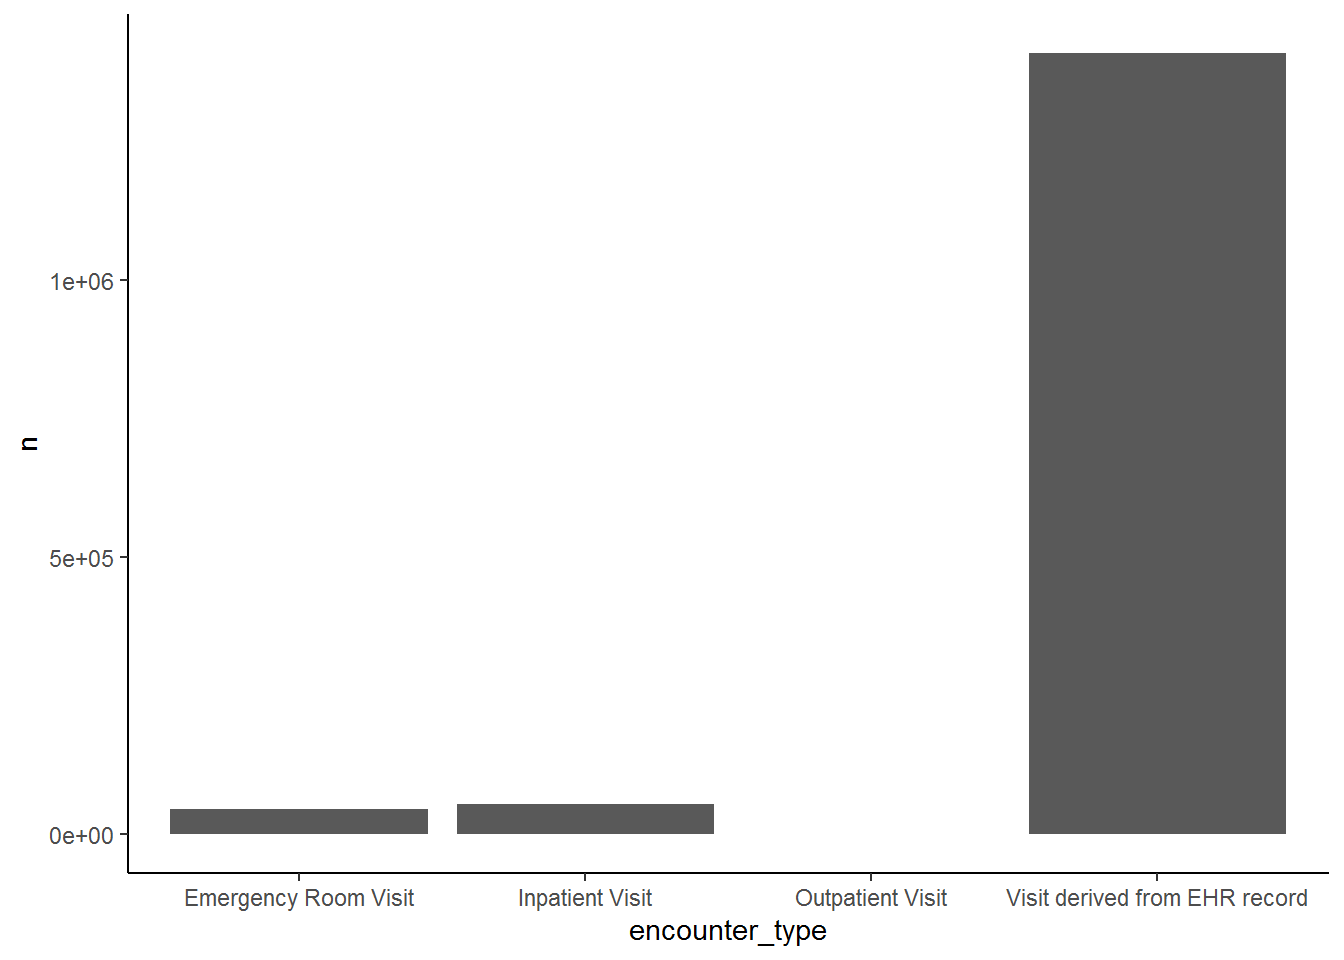 1e+06
5e+05
0e+00
n
Emergency Room Visit
Inpatient Visit
Outpatient Visit
Visit derived from EHR record
encounter_type